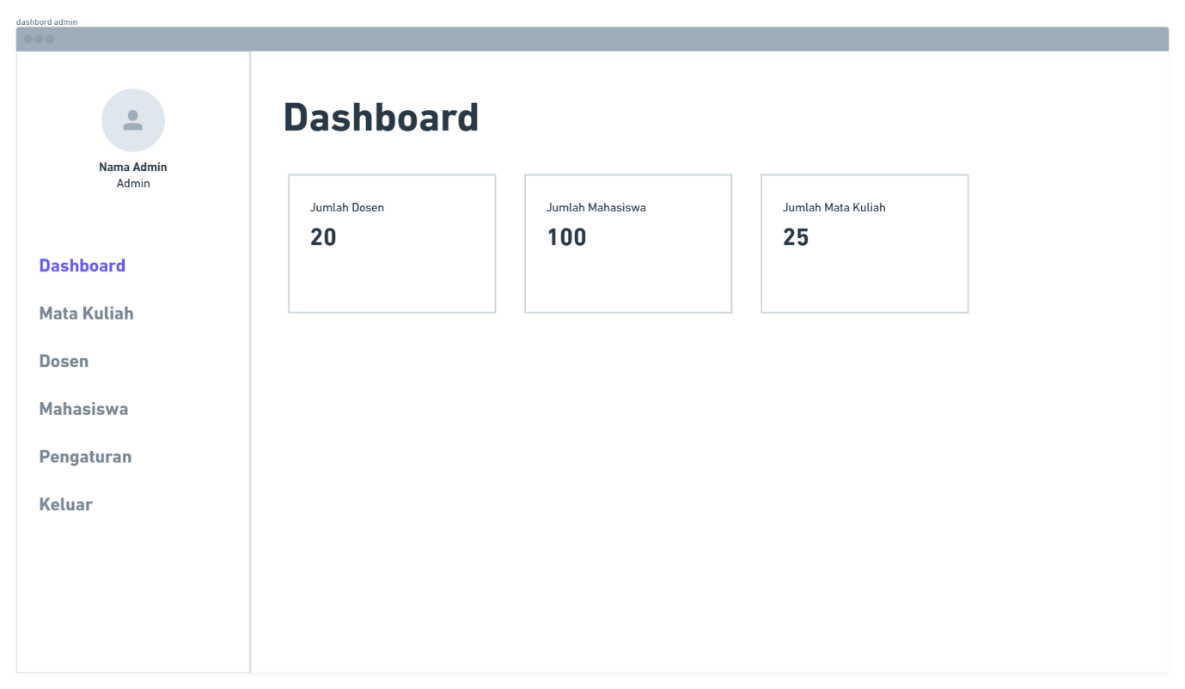 dashbord admin
Nama Admin
Admin
Dashboard
Mata Kuliah
Dosen
Mahasiswa
Pengaturan
Keluar
Dashboard
Jumlah Dosen
20
Jumlah Mahasiswa
100
Jumlah Mata Kuliah
25